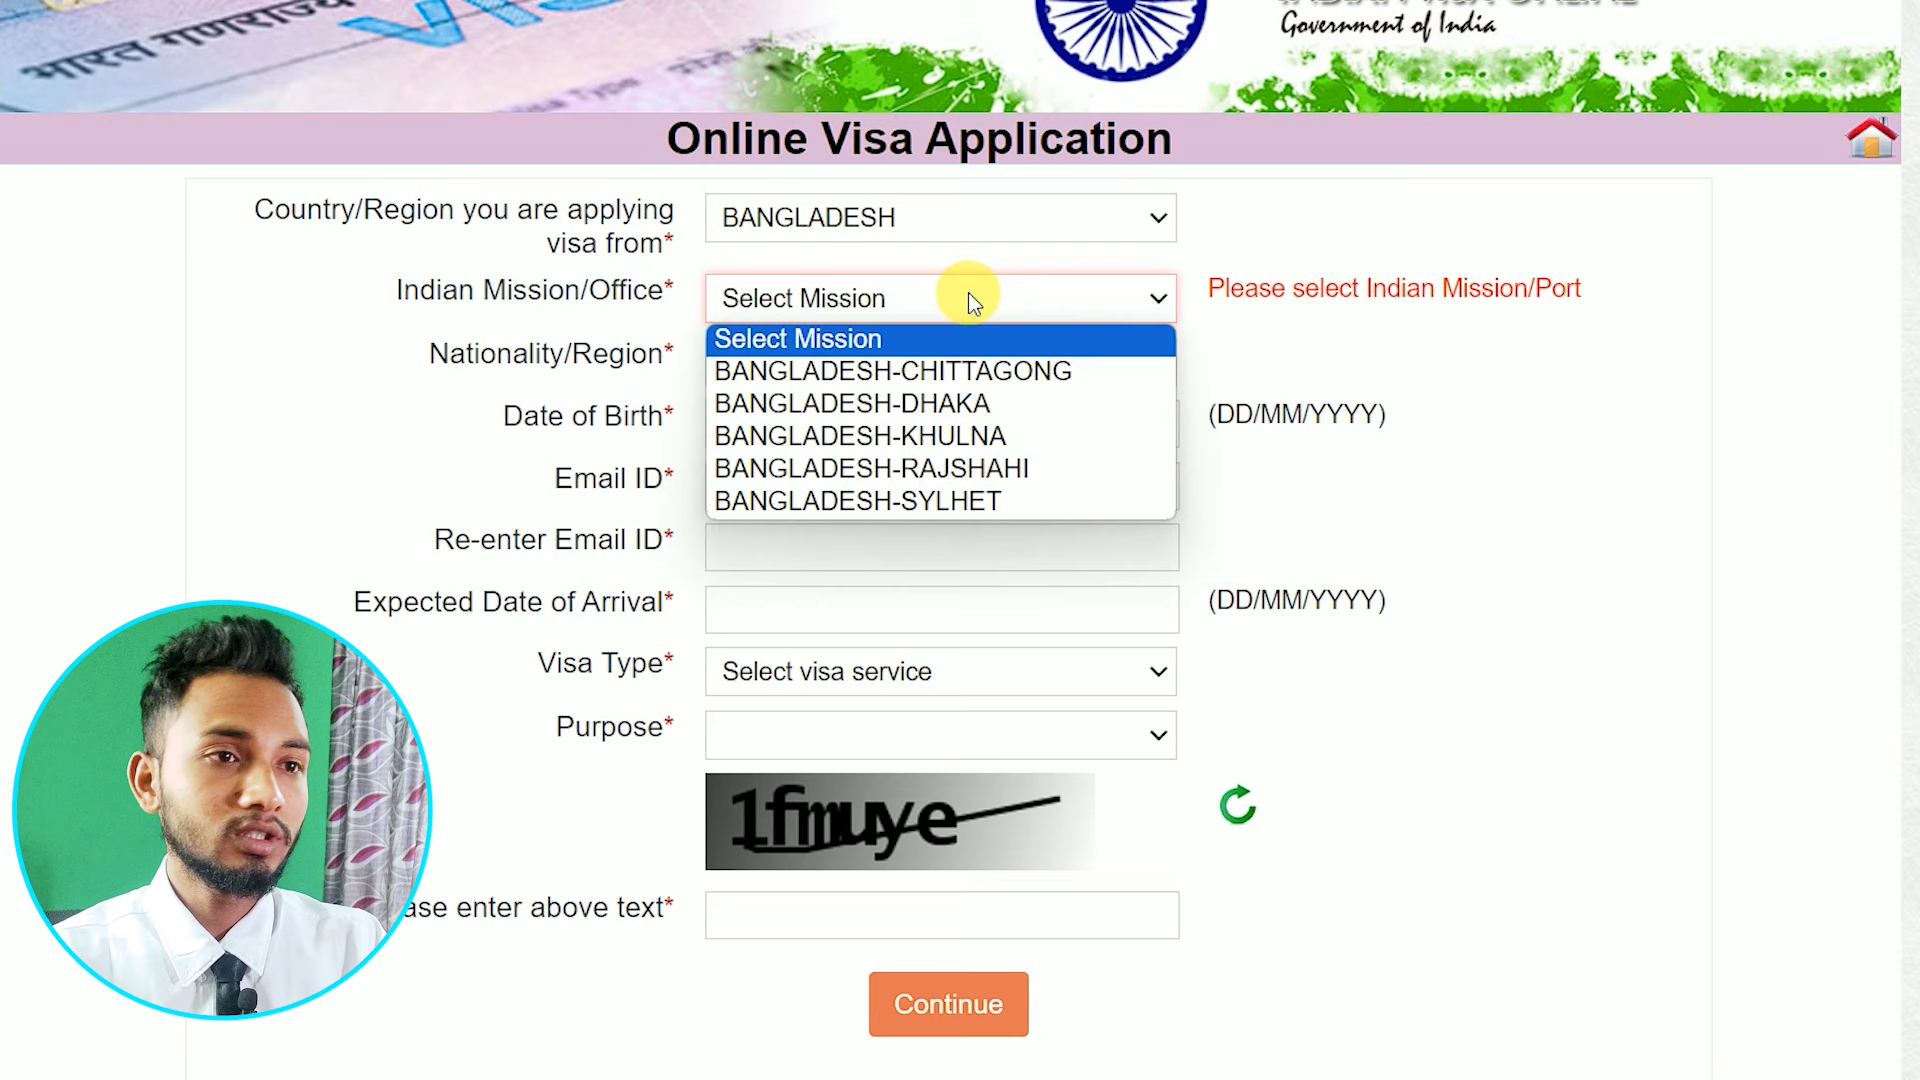 भारत गणराज्य
Government of India
Online Visa Application
Country/Region you are applying visa from*
BANGLADESH
Indian Mission/Office*
Select Mission
Please select Indian Mission/Port
Select Mission
BANGLADESH-CHITTAGONG
BANGLADESH-DHAKA
BANGLADESH-KHULNA
BANGLADESH-RAJSHAHI
BANGLADESH-SYLHET
Nationality/Region*
Date of Birth*
(DD/MM/YYYY)
Email ID*
Re-enter Email ID*
Expected Date of Arrival*
(DD/MM/YYYY)
Visa Type*
Select visa service
Purpose*
1fmuye
ase enter above text*
Continue